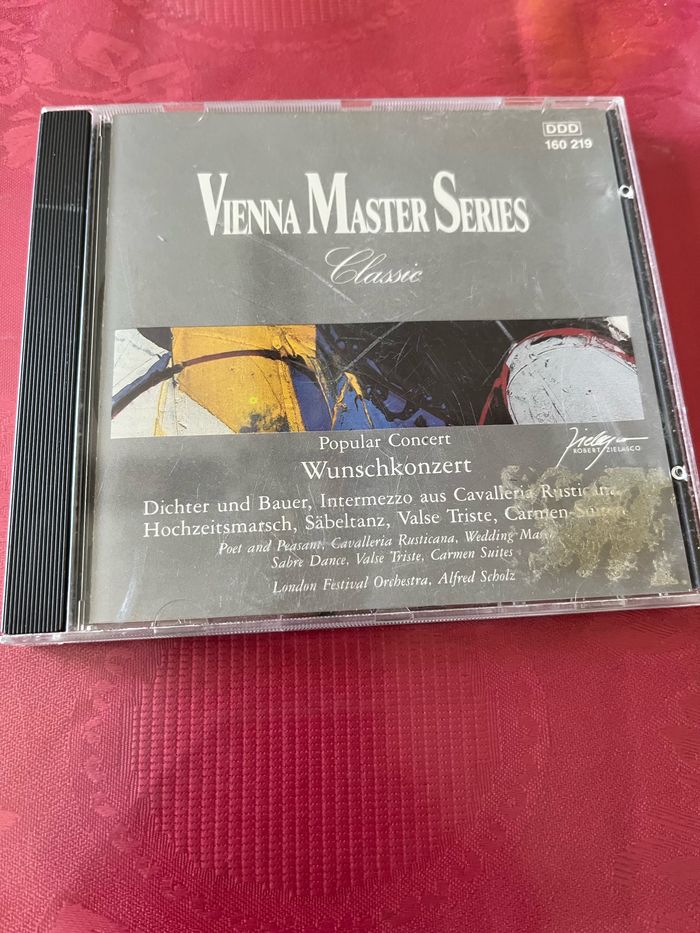 DDD
160 219
VIENNA MASTER SERIES
Classic
Popular Concert
Wunschkonzert
ROBERT ZIELASCO
Dichter und Bauer, Intermezzo aus Cavalleria Rusticana,
Hochzeitsmarsch, Säbeltanz, Valse Triste, Carmen-Suiten
Poet and Peasant, Cavalleria Rusticana, Wedding
Sabre Dance, Valse Triste, Carmen Suites
London Festival Orchestra, Alfred Scholz